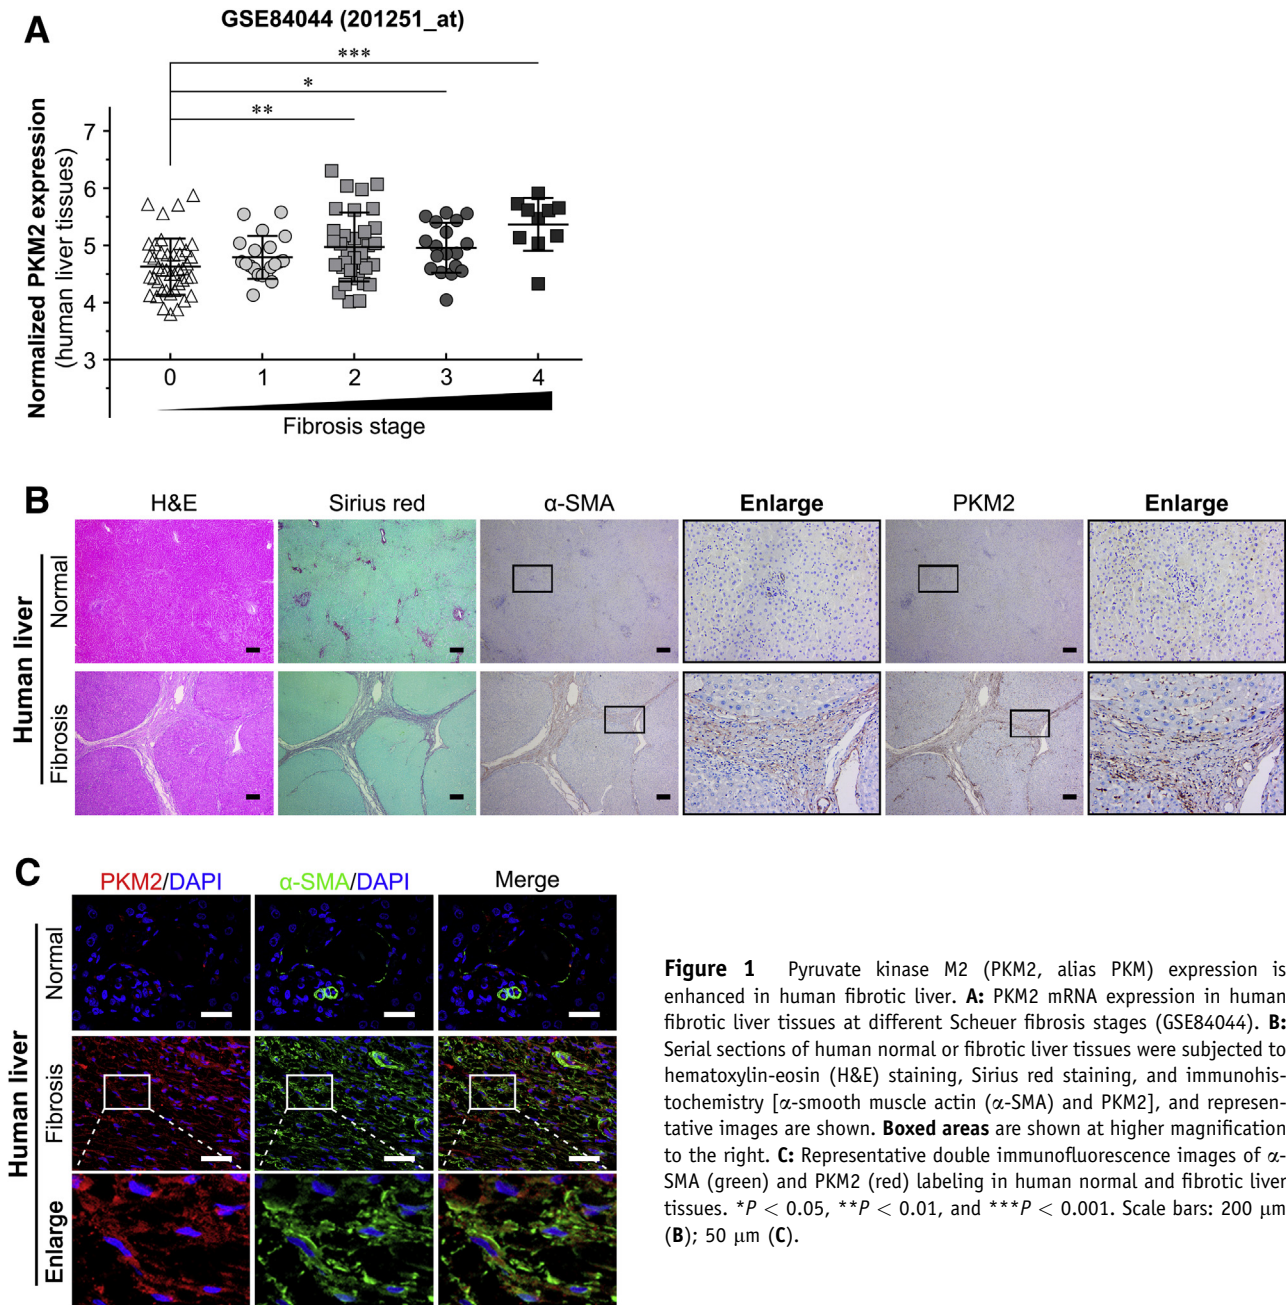 A
GSE84044 (201251_at)
***
*
**
Normalized PKM2 expression
(human liver tissues)
7
6
5
4
3
0 1 2 3 4
Fibrosis stage
B
H&E Sirius red α-SMA Enlarge PKM2 Enlarge
Human liver
Normal
Fibrosis
C
PKM2/DAPI α-SMA/DAPI Merge
Human liver
Normal
Fibrosis
Enlarge
Figure 1 Pyruvate kinase M2 (PKM2, alias PKM) expression is
enhanced in human fibrotic liver. A: PKM2 mRNA expression in human
fibrotic liver tissues at different Scheuer fibrosis stages (GSE84044). B:
Serial sections of human normal or fibrotic liver tissues were subjected to
hematoxylin-eosin (H&E) staining, Sirius red staining, and immunohis-
tochemistry [α-smooth muscle actin (α-SMA) and PKM2], and represen-
tative images are shown. Boxed areas are shown at higher magnification
to the right. C: Representative double immunofluorescence images of α-
SMA (green) and PKM2 (red) labeling in human normal and fibrotic liver
tissues. *P < 0.05, **P < 0.01, and ***P < 0.001. Scale bars: 200 μm
(B); 50 μm (C).